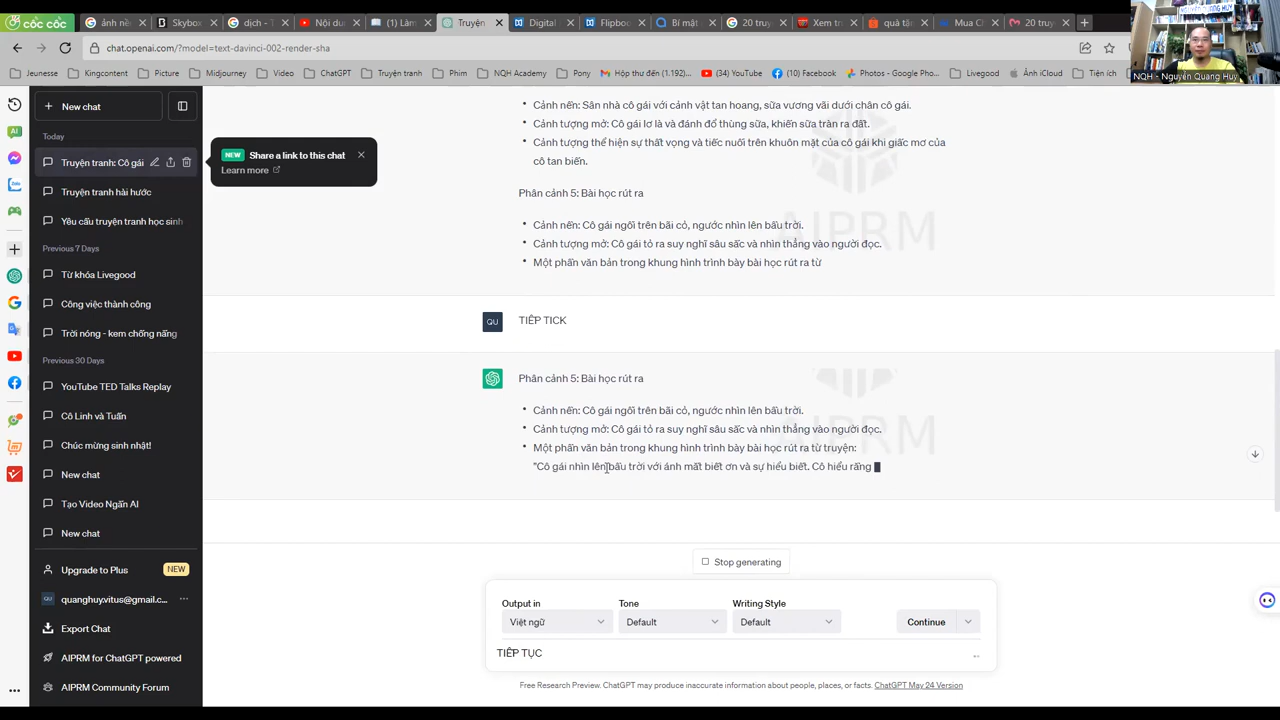 cốc cốc
ảnh nề
Skybox
dịch - T
Nội du
Làm
Truyện
Digital
Flipboo
Bí mật
20 truy
Xem tr
quà tặ
Mua C
20 truy
chat.openai.com/?model=text-davinci-002-render-sha
NGUYỄN QUANG HUY
NQH - Nguyễn Quang Huy
Jeunesse
Kingcontent
Picture
Midjourney
Video
ChatGPT
Truyện tranh
Phim
NQH Academy
Pony
Hộp thư đến (1.192)...
(34) YouTube
(10) Facebook
Photos - Google Pho...
Livegood
Ảnh iCloud
Tiện ích
New chat
Today
Truyện tranh: Cô gái
Truyện tranh hài hước
Yêu cầu truyện tranh học sinh
Previous 7 Days
Từ khóa Livegood
Công việc thành công
Trời nóng - kem chống nắng
Previous 30 Days
YouTube TED Talks Replay
Cô Linh và Tuấn
Chúc mừng sinh nhật!
New chat
Tạo Video Ngắn AI
New chat
Upgrade to Plus NEW
quanghuy.vitus@gmail.c... ...
Export Chat
AIPRM for ChatGPT powered
AIPRM Community Forum
NEW Share a link to this chat
Learn more
• Cảnh nền: Sân nhà cô gái với cảnh vật tan hoang, sữa vương vãi dưới chân cô gái.
• Cảnh tượng mở: Cô gái lơ là và đánh đổ thùng sữa, khiến sữa tràn ra đất.
• Cảnh tượng thể hiện sự thất vọng và tiếc nuối trên khuôn mặt của cô gái khi giấc mơ của
cô tan biến.
Phân cảnh 5: Bài học rút ra
• Cảnh nền: Cô gái ngồi trên bãi cỏ, ngước nhìn lên bầu trời.
• Cảnh tượng mở: Cô gái tỏ ra suy nghĩ sâu sắc và nhìn thẳng vào người đọc.
• Một phần văn bản trong khung hình trình bày bài học rút ra từ
AIPRM
QU
TIẾP TICK
Phân cảnh 5: Bài học rút ra
• Cảnh nền: Cô gái ngồi trên bãi cỏ, ngước nhìn lên bầu trời.
• Cảnh tượng mở: Cô gái tỏ ra suy nghĩ sâu sắc và nhìn thẳng vào người đọc.
• Một phần văn bản trong khung hình trình bày bài học rút ra từ truyện:
"Cô gái nhìn lên bầu trời với ánh mắt biết ơn và sự hiểu biết. Cô hiểu rằng
AIPRM
Stop generating
Output in
Việt ngữ
Tone
Default
Writing Style
Default
Continue
TIẾP TỤC
Free Research Preview. ChatGPT may produce inaccurate information about people, places, or facts. ChatGPT May 24 Version